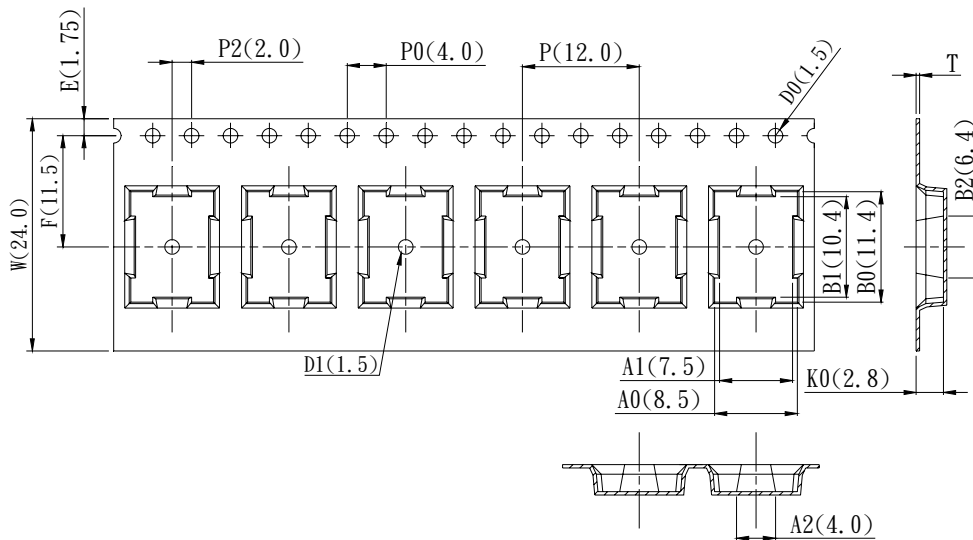 E(1.75)
P2(2.0)
P0(4.0)
P(12.0)
D0(1.5)
T
F(11.5)
W(24.0)
B1(10.4)
B0(11.4)
B2(6.4)
D1(1.5)
A1(7.5)
A0(8.5)
K0(2.8)
A2(4.0)